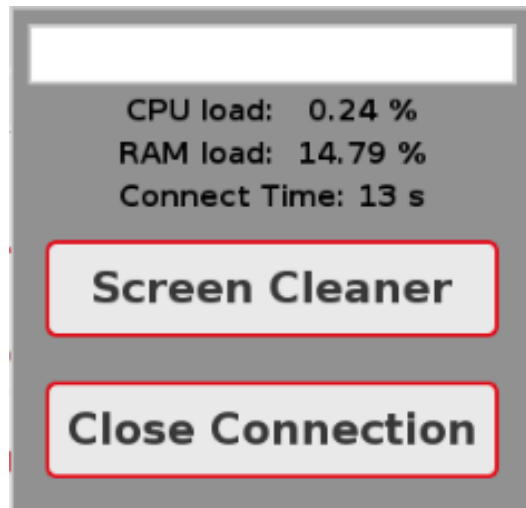 CPU load: 0.24 %
RAM load: 14.79 %
Connect Time: 13 s
Screen Cleaner
Close Connection